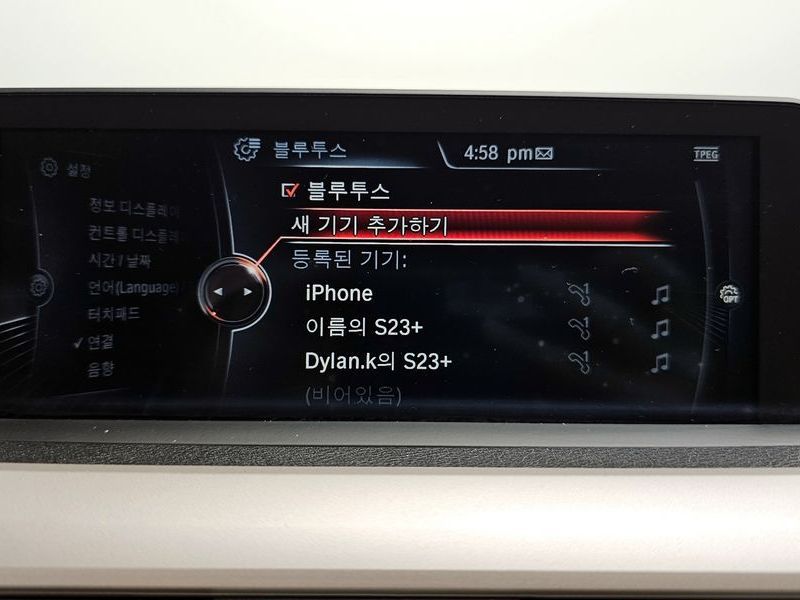 블루투스
4:58 pm
TPEG
설정
정보 디스플레이
컨트롤 디스플레
시간 / 날짜
언어(Language) /
터치패드
연결
음향
블루투스
새 기기 추가하기
등록된 기기:
iPhone
이름의 S23+
Dylan.k의 S23+
(비어있음)
OPT